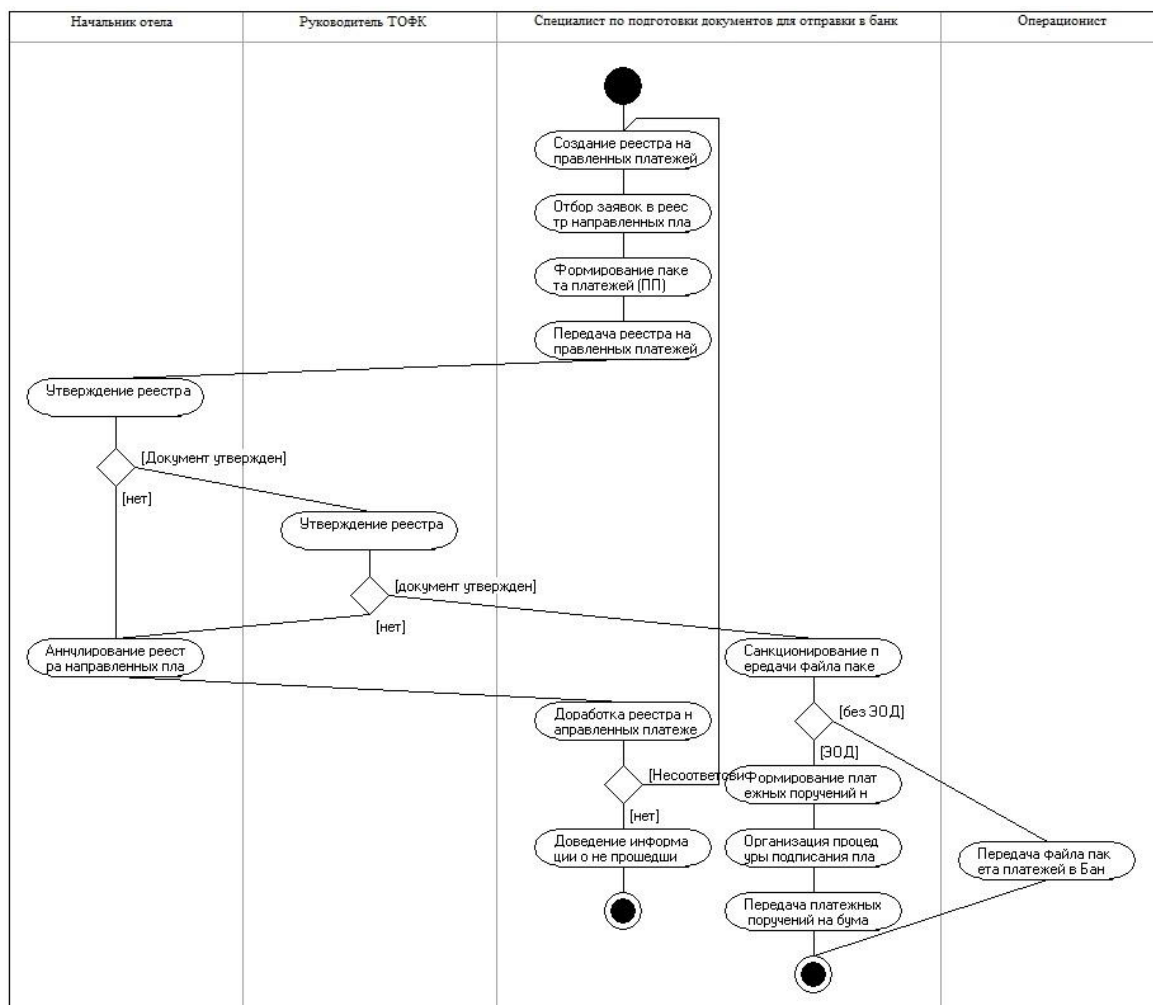 Начальник отела
Руководитель ТОФК
Специалист по подготовки документов для отправки в банк
Операционист
Создание реестра на
правленных платежей
Отбор заявок в реес
тр направленных пла
Формирование паке
та платежей (ПП)
Передача реестра на
правленных платежей
Утверждение реестра
[Документ утвержден]
[нет]
Утверждение реестра
[документ утвержден]
[нет]
Аннулирование реест
ра направленных пла
Санкционирование п
ередачи файла паке
Доработка реестра н
аправленных платеже
[без ЭОД]
[ЭОД]
[Несоответсви
Формирование плат
ежных поручений н
[нет]
Доведение информа
ции о не прошедши
Организация процед
уры подписания пла
Передача файла пак
ета платежей в Бан
Передача платежных
поручений на бума